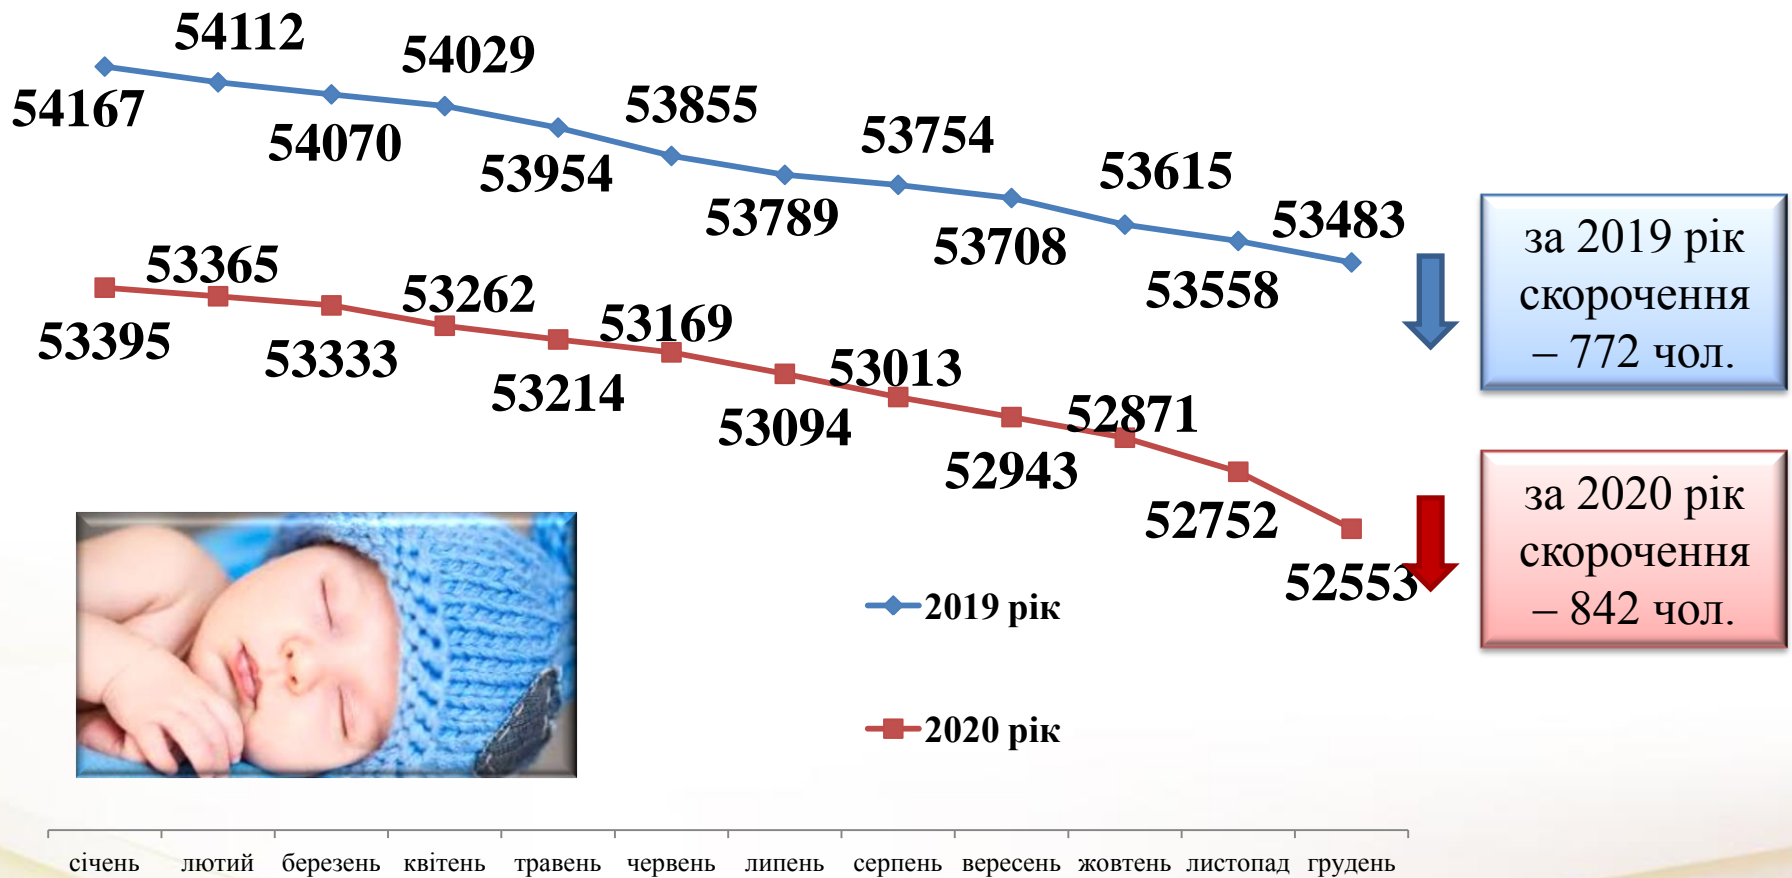 54112
54029
54167
53855
54070
53954
53754
53789
53615
53708
53483
53558
53365
53262
53395
53333
53169
53214
53013
53094
52871
52943
52752
52553
за 2019 рік
скорочення
– 772 чол.
за 2020 рік
скорочення
– 842 чол.
2019 рік
2020 рік
січень лютий березень квітень травень червень липень серпень вересень жовтень листопад грудень